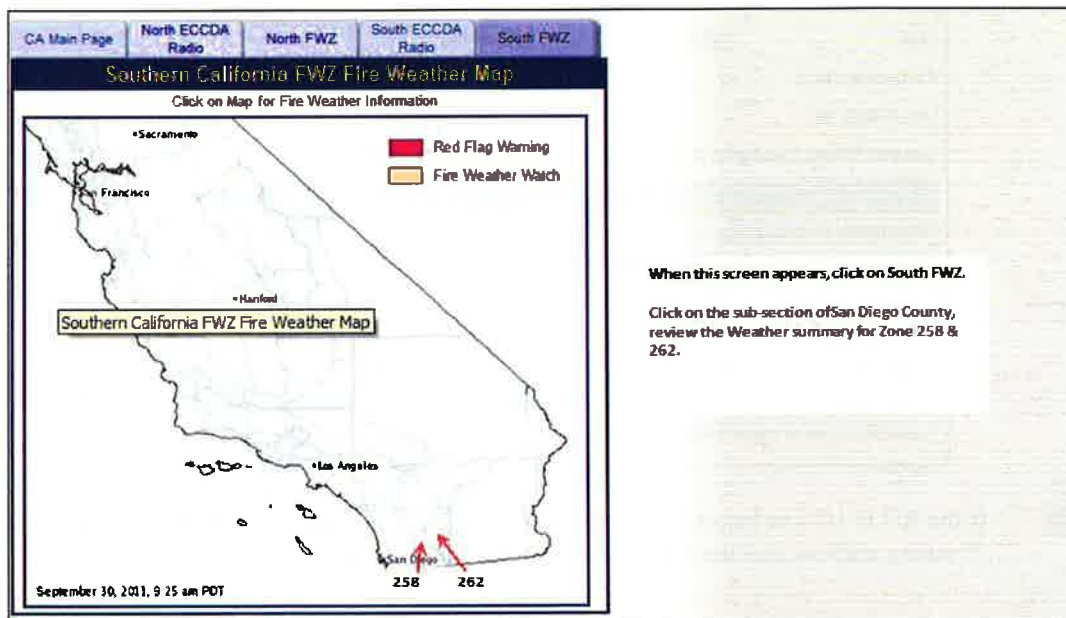 CA Main Page
North ECCDA
Radio
North FWZ
South ECCDA
Radio
South FWZ
Southern California FWZ Fire Weather Map
Click on Map for Fire Weather Information
Sacramento
Red Flag Warning
Fire Weather Watch
Francisco
Hanford
Southern California FWZ Fire Weather Map
When this screen appears, click on South FWZ.
Click on the sub-section of San Diego County,
review the Weather summary for Zone 258 &
262.
Los Angeles
San Diego
258
262
September 30, 2011, 9:25 am PDT